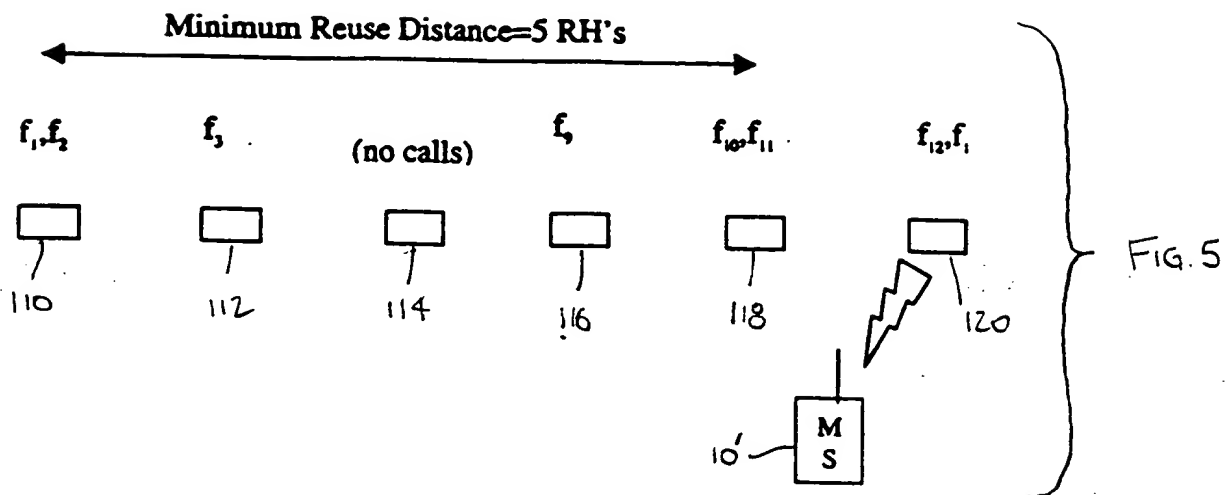 Minimum Reuse Distance=5 RH's
f₁,f₂ f₃ (no calls) f₉ f₁₀,f₁₁ f₁₂,f₁
110 112 114 116 118 120
FIG. 5
10' M S